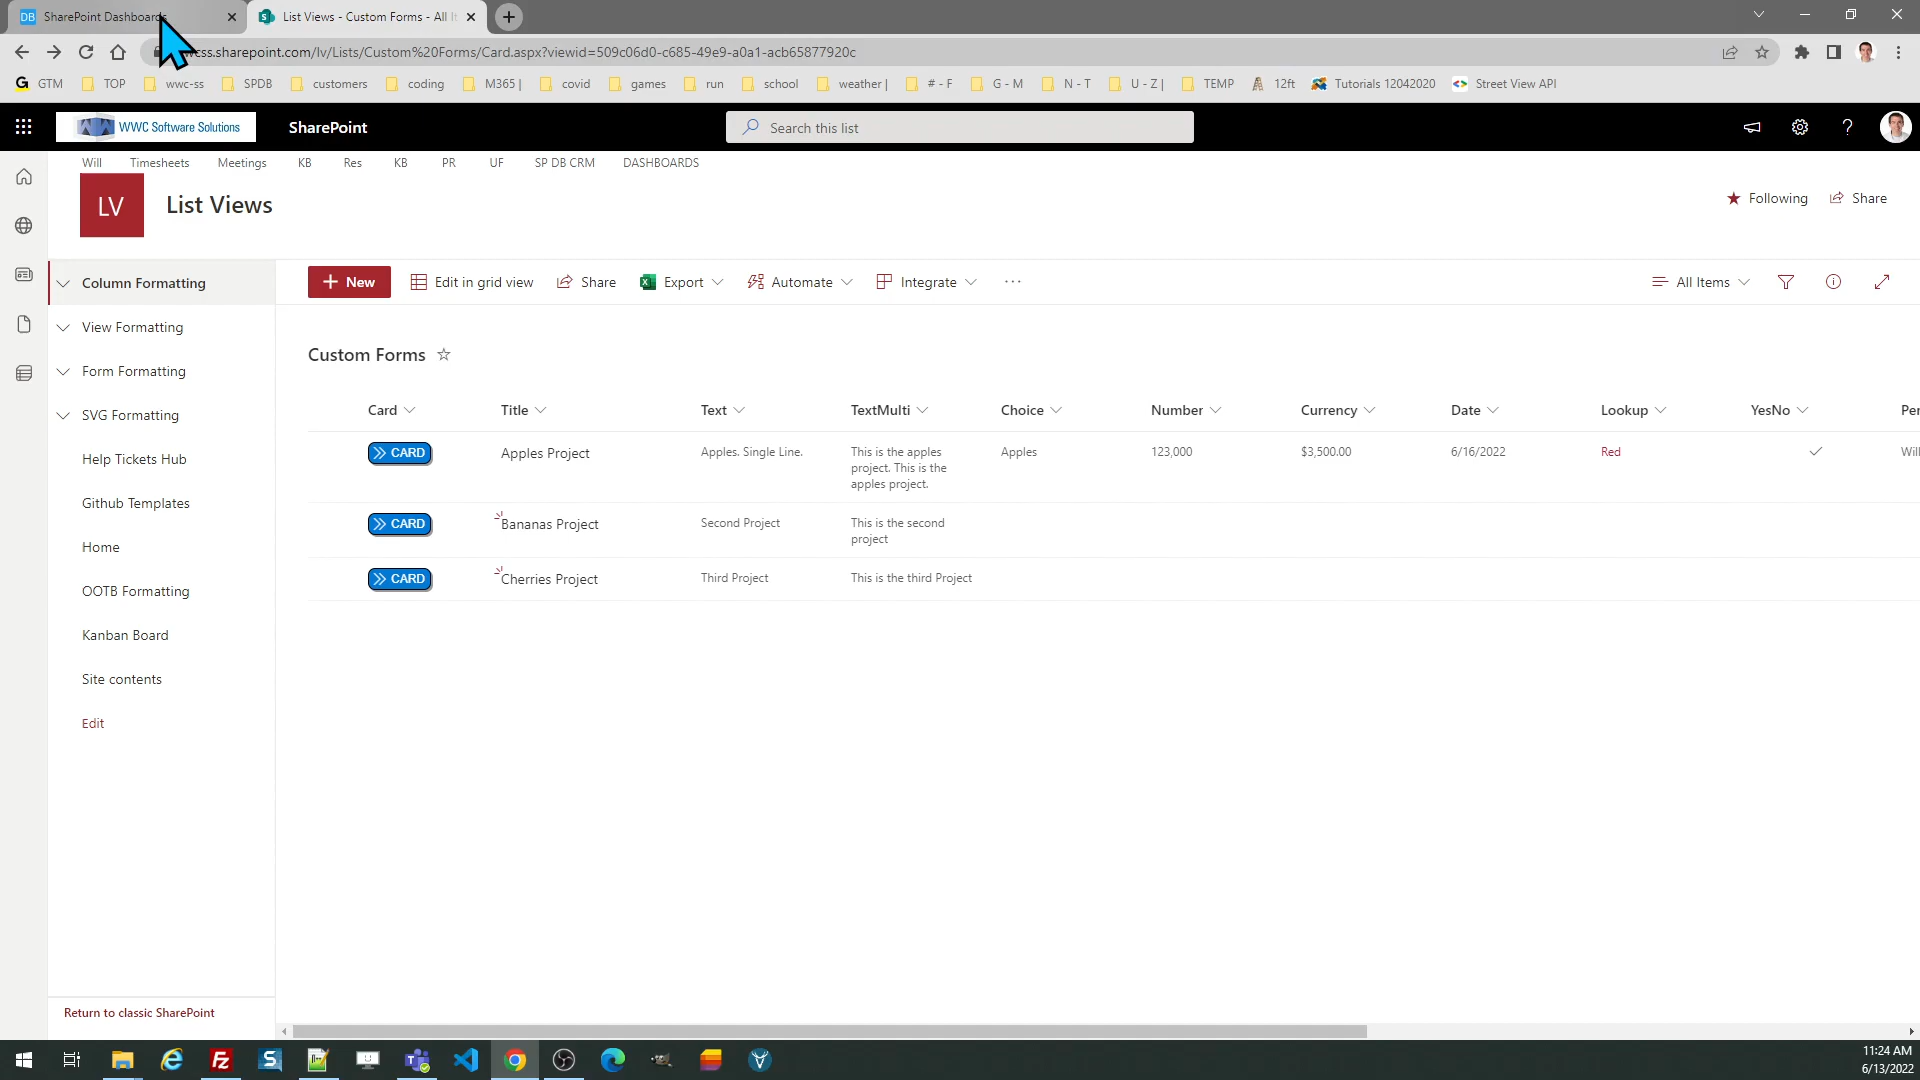 DB SharePoint Dashboards
S List Views - Custom Forms - All It
css.sharepoint.com/lv/Lists/Custom%20Forms/Card.aspx?viewid=509c06d0-c685-49e9-a0a1-acb65877920c
G GTM TOP wwc-ss SPDB customers coding M365 | covid games run school weather | # - F G - M N - T U - Z | TEMP 12ft Tutorials 12042020 Street View API
WWC Software Solutions SharePoint Search this list ?
Will Timesheets Meetings KB Res KB PR UF SP DB CRM DASHBOARDS
LV List Views Following Share
Column Formatting
View Formatting
Form Formatting
SVG Formatting
Help Tickets Hub
Github Templates
Home
OOTB Formatting
Kanban Board
Site contents
Edit
Return to classic SharePoint
+ New Edit in grid view Share Export Automate Integrate ... All Items
Custom Forms
Card Title Text TextMulti Choice Number Currency Date Lookup YesNo Per
CARD Apples Project Apples. Single Line. This is the apples project. This is the apples project. Apples 123,000 $3,500.00 6/16/2022 Red Will
CARD Bananas Project Second Project This is the second project
CARD Cherries Project Third Project This is the third Project
11:24 AM
6/13/2022